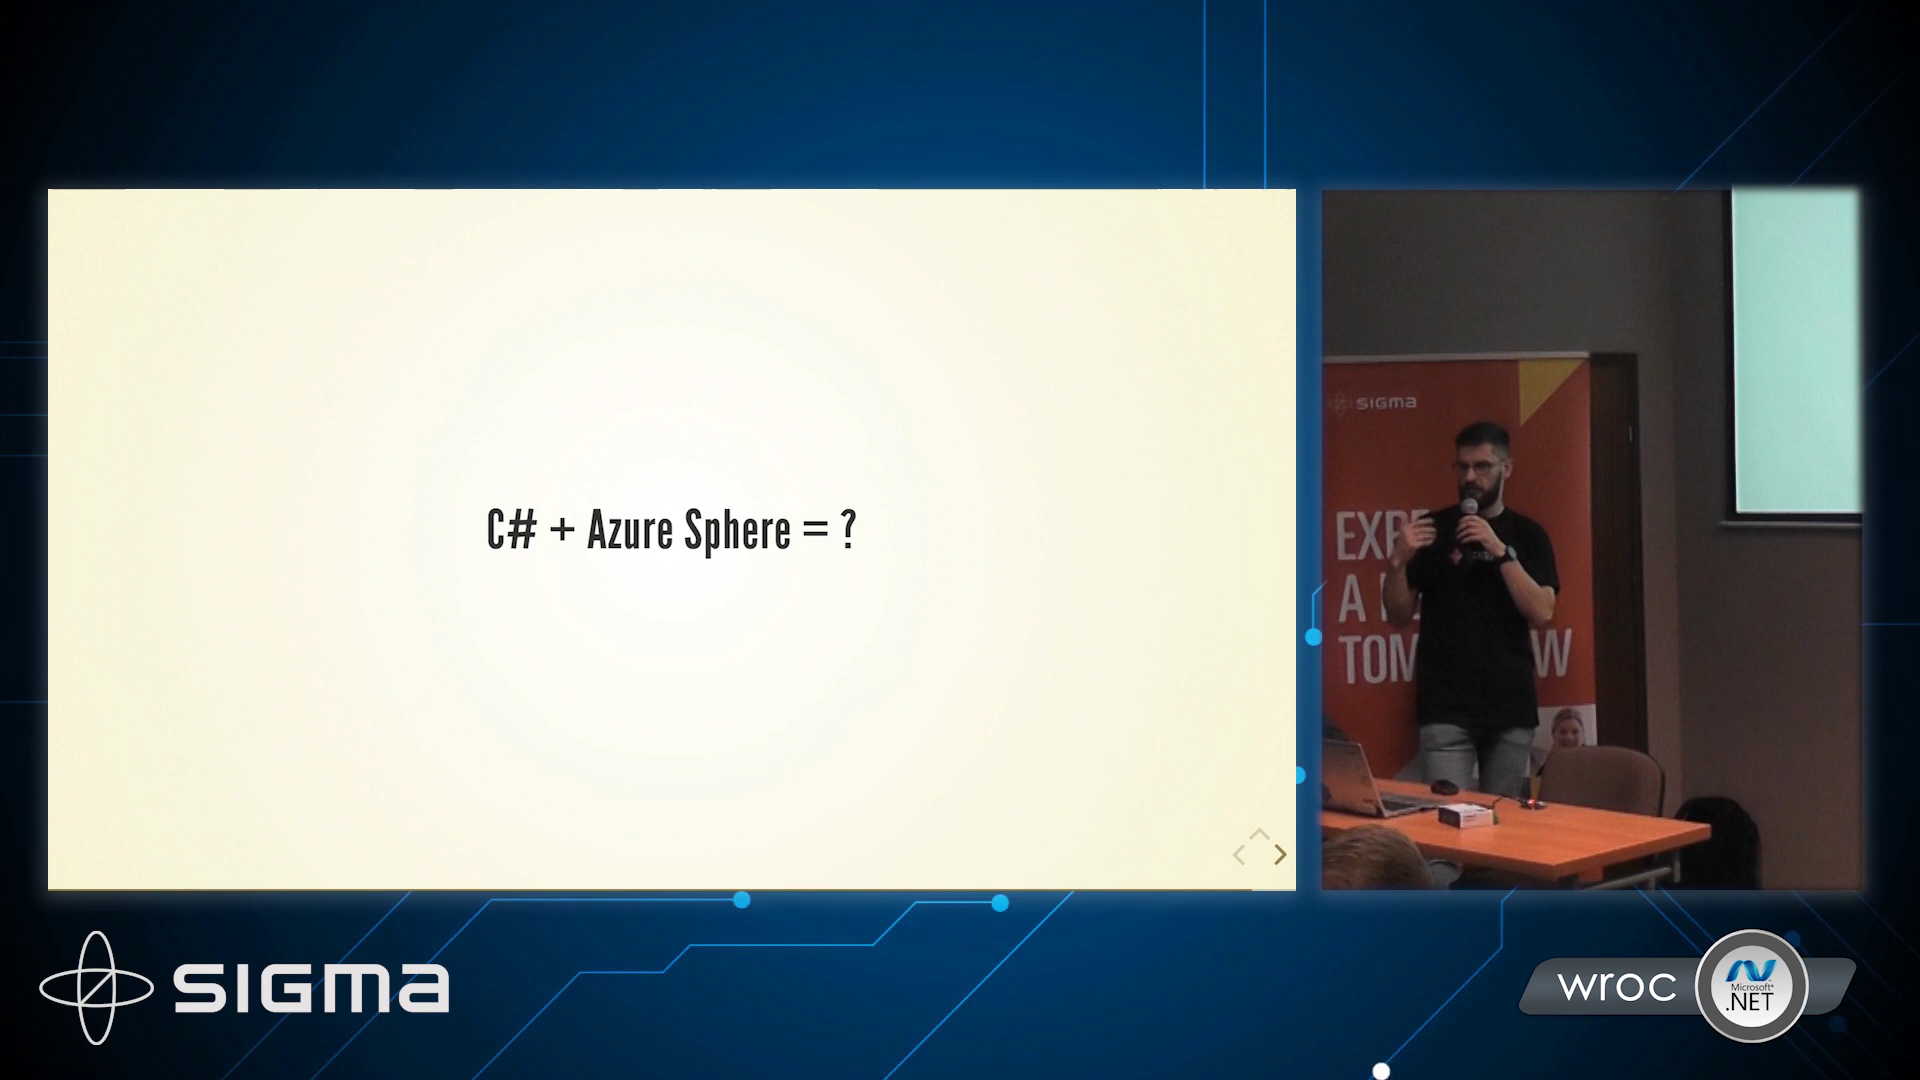 C# + Azure Sphere = ?
sigma
EXP
A
TOM W
sigma
wroc
Microsoft®
.NET